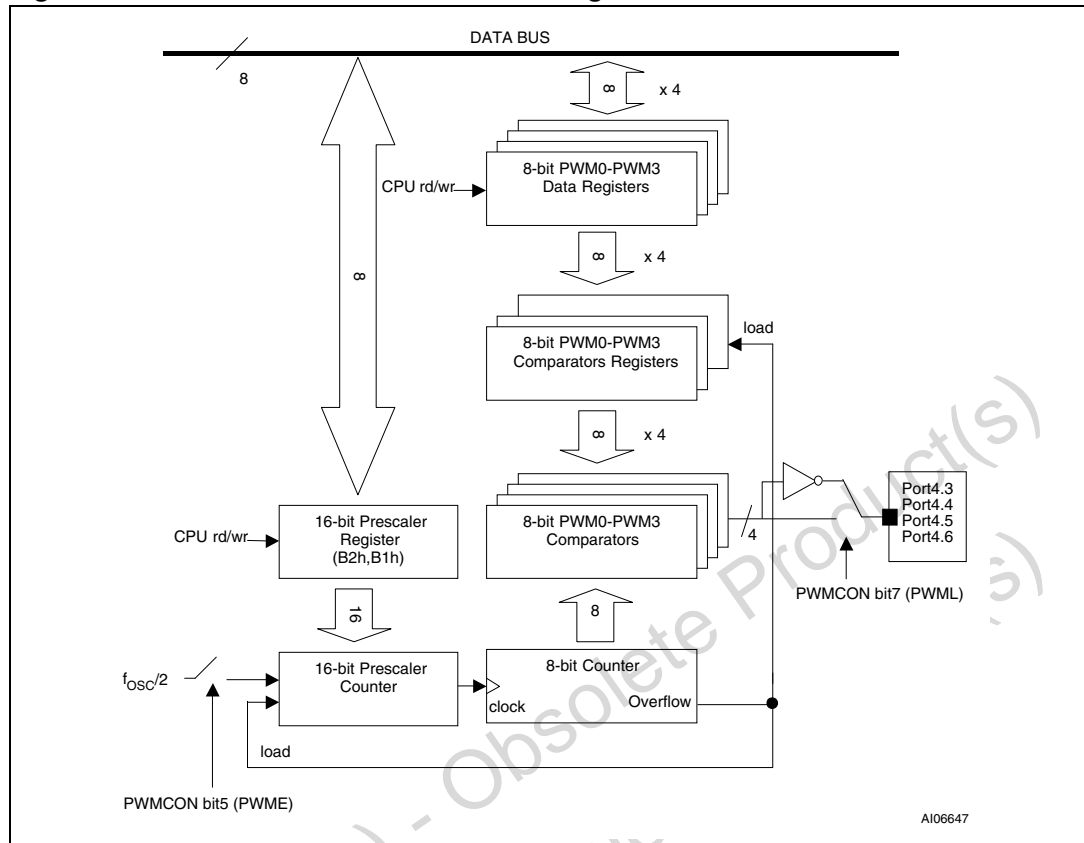 DATA BUS
8
8
x 4
8-bit PWM0-PWM3
Data Registers
CPU rd/wr
8
x 4
8
load
8-bit PWM0-PWM3
Comparators Registers
8
x 4
Port4.3
Port4.4
Port4.5
Port4.6
16-bit Prescaler
Register
(B2h,B1h)
CPU rd/wr
8-bit PWM0-PWM3
Comparators
4
PWMCON bit7 (PWML)
16
8
fOSC/2
16-bit Prescaler
Counter
8-bit Counter
clock
Overflow
load
PWMCON bit5 (PWME)
AI06647
- Obsolete Product(s)